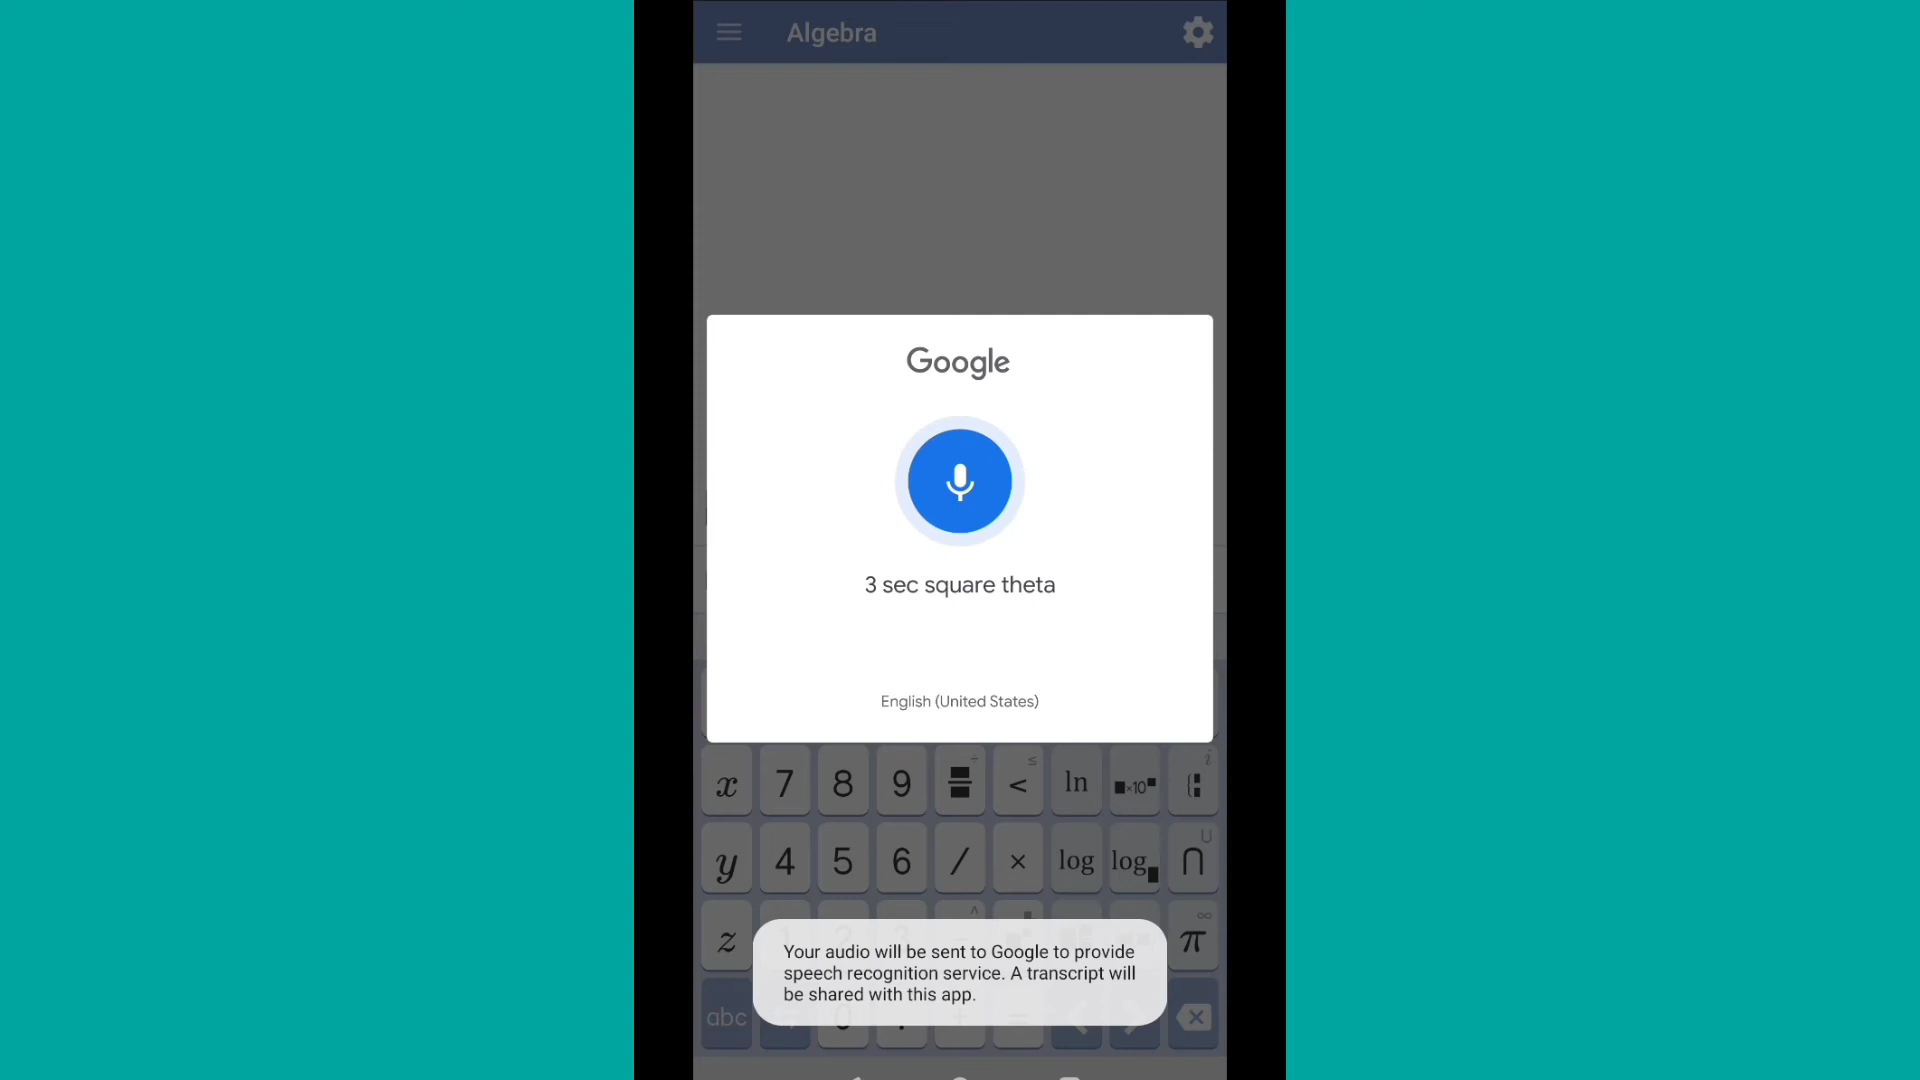 Algebra
Google
3 sec square theta
English (United States)
x 7 8 9 ÷ < ≤ ln ×10 i
y 4 5 6 / × log log ∩ U
z ^ π ∞
Your audio will be sent to Google to provide
speech recognition service. A transcript will
be shared with this app.
abc 0